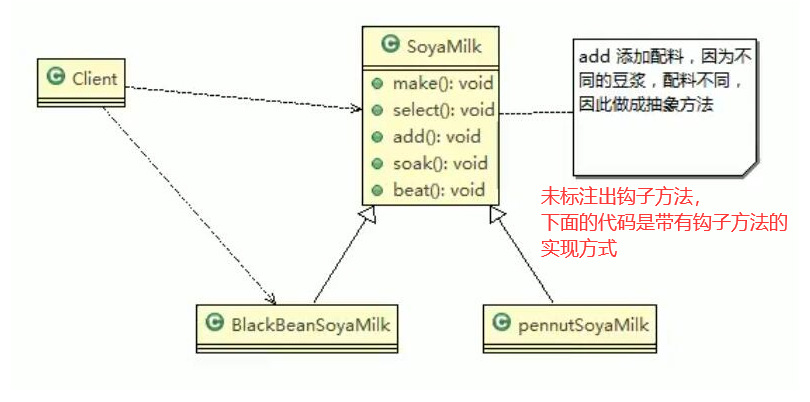 SoyaMilk
Client
make(): void
select(): void
add(): void
soak(): void
beat(): void
add 添加配料，因为不
同的豆浆，配料不同，
因此做成抽象方法
未标注出钩子方法，
下面的代码是带有钩子方法的
实现方式
BlackBeanSoyaMilk
pennutSoyaMilk